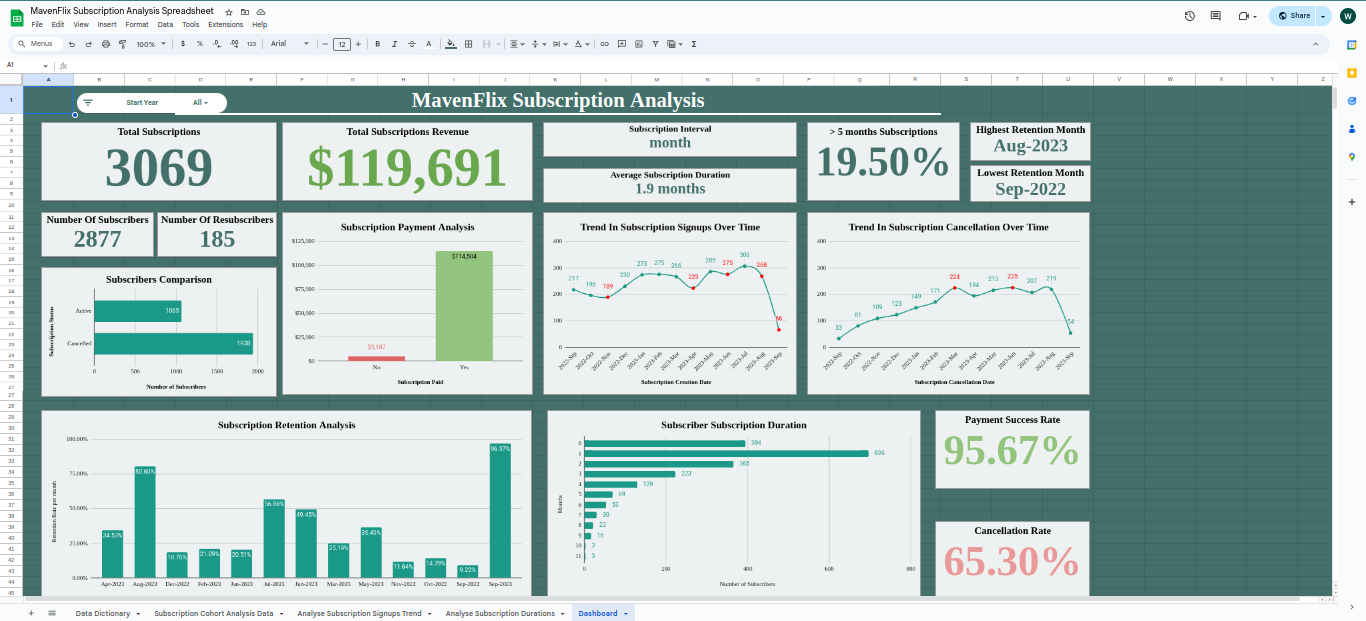 MavenFlix Subscription Analysis Spreadsheet
File Edit View Insert Format Data Tools Extensions Help
Share
W
Menus 100% $ % .0 .00 123 Arial 12 B I S A
A1 fx
A B C D E F G H I J K L M N O P Q R S T U V W X Y Z
Start Year All
MavenFlix Subscription Analysis
Total Subscriptions
3069
Total Subscriptions Revenue
$119,691
Subscription Interval
month
Average Subscription Duration
1.9 months
> 5 months Subscriptions
19.50%
Highest Retention Month
Aug-2023
Lowest Retention Month
Sep-2022
Number Of Subscribers
2877
Number Of Resubscribers
185
Subscribers Comparison
Subscription Status
Active 1065
Cancelled 1938
0 500 1000 1500 2000
Number of Subscribers
Subscription Payment Analysis
$125,000
$100,000
$75,000
$50,000
$25,000
$0
$5,187
$114,504
No Yes
Subscription Paid
Trend In Subscription Signups Over Time
400
300
200
100
0
217 196 189 230 273 275 266 223 285 275 306 268 66
2022-Sep 2022-Oct 2022-Nov 2022-Dec 2023-Jan 2023-Feb 2023-Mar 2023-Apr 2023-May 2023-Jun 2023-Jul 2023-Aug 2023-Sep
Subscription Creation Date
Trend In Subscription Cancellation Over Time
400
300
200
100
0
33 81 109 123 149 171 224 194 215 225 207 219 54
2022-Sep 2022-Oct 2022-Nov 2022-Dec 2023-Jan 2023-Feb 2023-Mar 2023-Apr 2023-May 2023-Jun 2023-Jul 2023-Aug 2023-Sep
Subscription Cancellation Date
Subscription Retention Analysis
Retention Rate per month
100.00%
75.00%
50.00%
25.00%
0.00%
34.53% 80.60% 18.70% 21.09% 20.51% 56.86% 49.45% 25.19% 36.49% 11.64% 14.29% 9.22% 96.97%
Apr-2023 Aug-2023 Dec-2022 Feb-2023 Jan-2023 Jul-2023 Jun-2023 Mar-2023 May-2023 Nov-2022 Oct-2022 Sep-2022 Sep-2023
Subscriber Subscription Duration
Months
0 394
1 696
2 365
3 223
4 129
5 69
6 53
7 30
8 22
9 16
10 3
11 3
0 200 400 600 800
Number of Subscribers
Payment Success Rate
95.67%
Cancellation Rate
65.30%
Data Dictionary Subscription Cohort Analysis Data Analyse Subscription Signups Trend Analyse Subscription Durations Dashboard